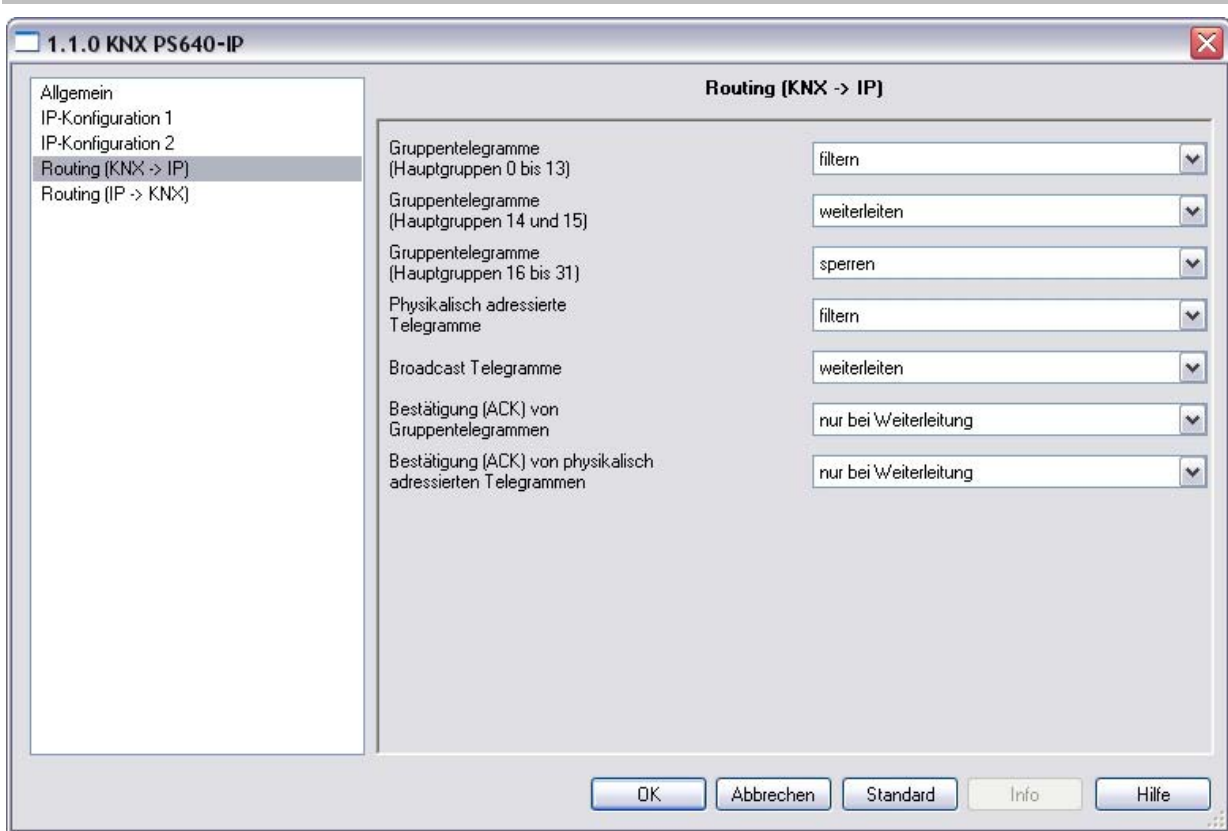 1.1.0 KNX PS640-IP
Allgemein
IP-Konfiguration 1
IP-Konfiguration 2
Routing (KNX -> IP)
Routing (IP -> KNX)
Routing (KNX -> IP)
Gruppentelegramme
(Hauptgruppen 0 bis 13)
filtern
Gruppentelegramme
(Hauptgruppen 14 und 15)
weiterleiten
Gruppentelegramme
(Hauptgruppen 16 bis 31)
sperren
Physikalisch adressierte
Telegramme
filtern
Broadcast Telegramme
weiterleiten
Bestätigung (ACK) von
Gruppentelegrammen
nur bei Weiterleitung
Bestätigung (ACK) von physikalisch
adressierten Telegrammen
nur bei Weiterleitung
OK
Abbrechen
Standard
Info
Hilfe